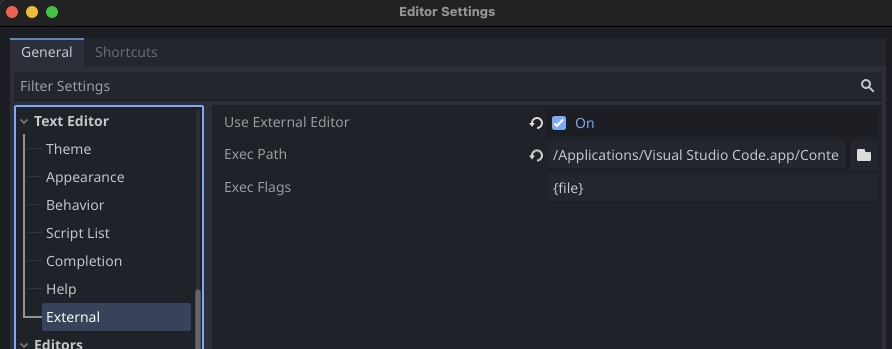 Editor Settings
General Shortcuts
Filter Settings
Text Editor
Use External Editor On
Theme
Exec Path /Applications/Visual Studio Code.app/Conte
Appearance
Exec Flags {file}
Behavior
Script List
Completion
Help
External
Editors